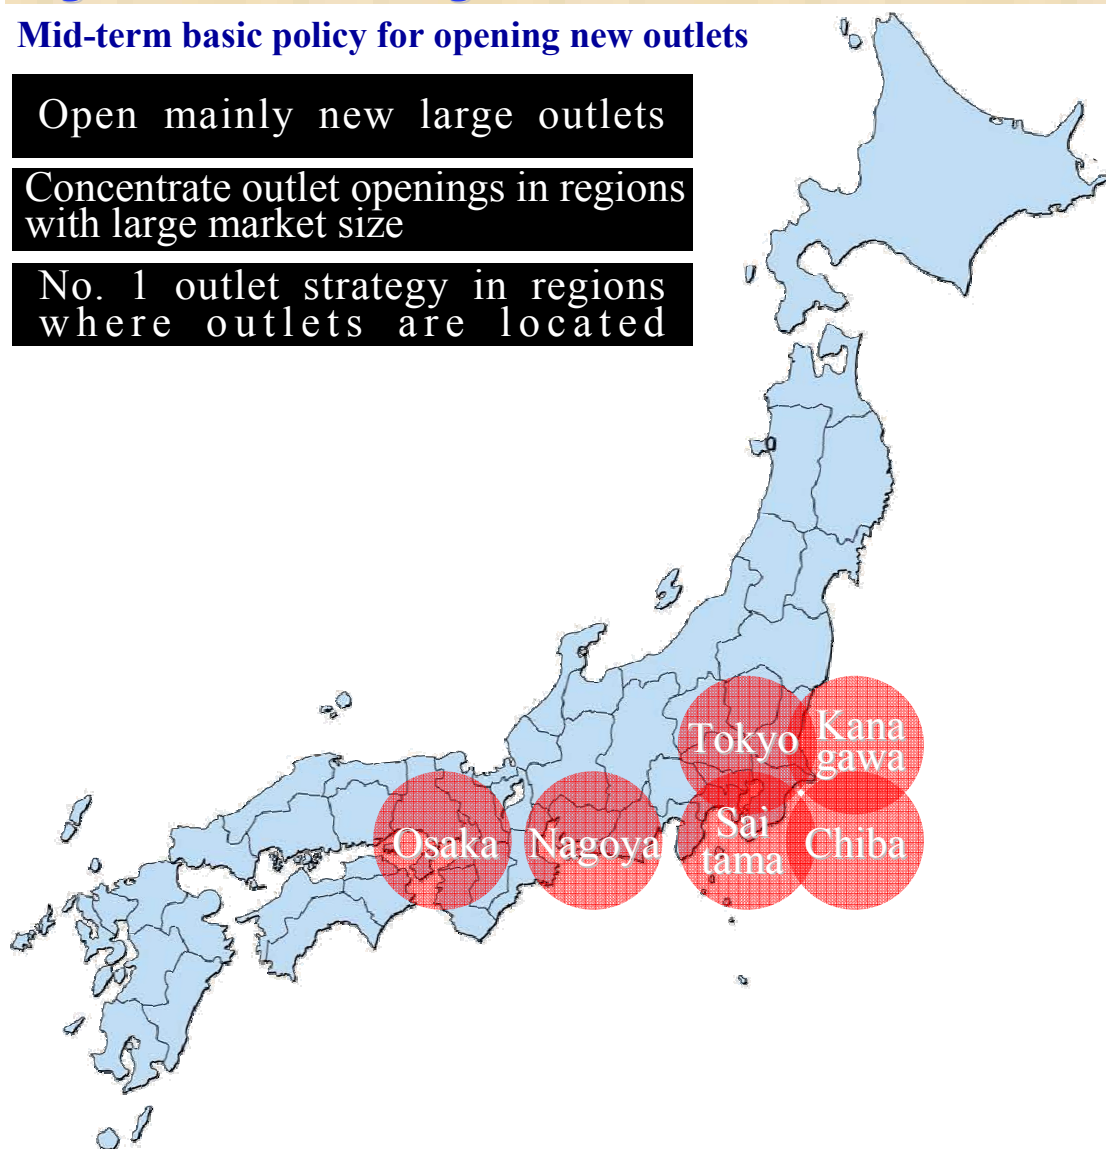 Mid-term basic policy for opening new outlets
Open mainly new large outlets
Concentrate outlet openings in regions
with large market size
No. 1 outlet strategy in regions
where outlets are located
Tokyo
Kana
gawa
Osaka
Nagoya
Sai
tama
Chiba